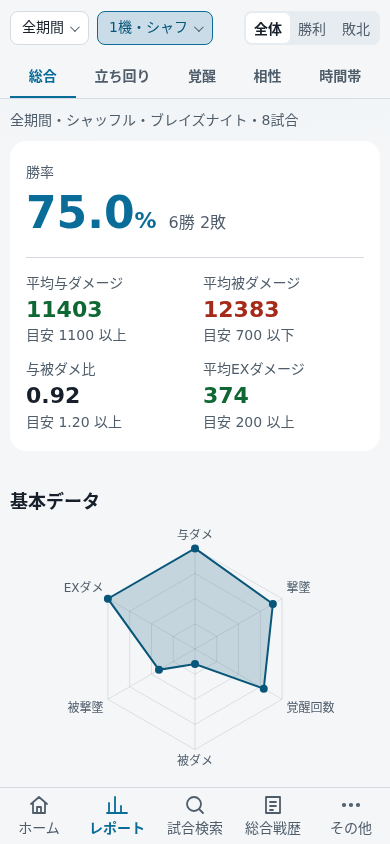 全期間
1機・シャフ
全体
勝利
敗北
総合
立ち回り
覚醒
相性
時間帯
全期間・シャッフル・ブレイズナイト・8試合
勝率
75.0% 6勝 2敗
平均与ダメージ
11403
目安 1100 以上
平均被ダメージ
12383
目安 700 以下
与被ダメ比
0.92
目安 1.20 以上
平均EXダメージ
374
目安 200 以上
基本データ
与ダメ
EXダメ
撃墜
被撃墜
覚醒回数
被ダメ
ホーム
レポート
試合検索
総合戦歴
その他